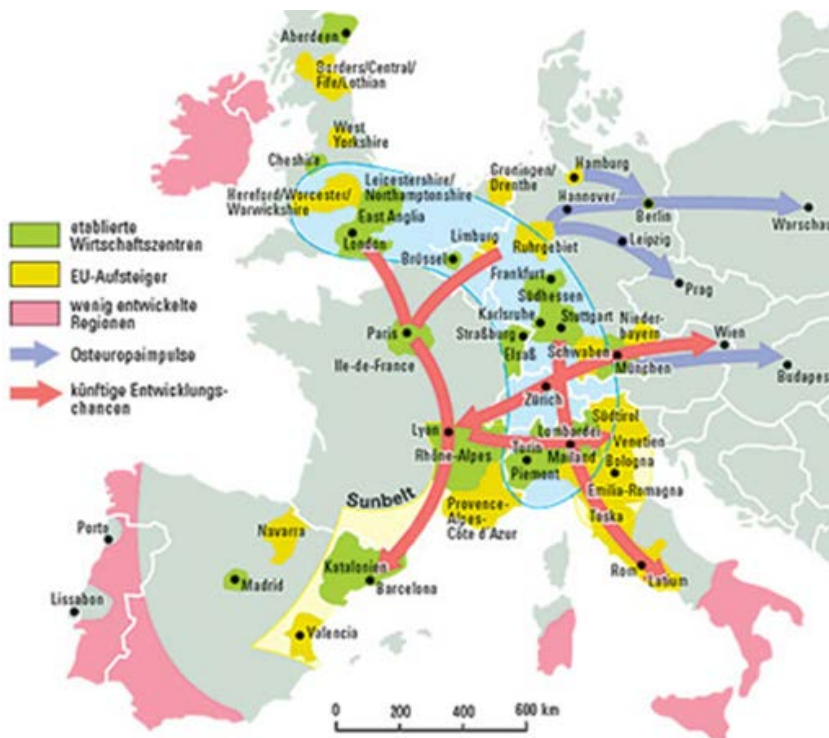 Aberdeen
Borders/Central/
Fife/Lothian
West
Yorkshire
Cheshire
Hereford/Worcester/
Warwickshire
Leicestershire/
Northamptonshire
East Anglia
London
Groningen/
Drenthe
Hamburg
Hannover
Berlin
Warschau
Limburg
Ruhrgebiet
Leipzig
Brüssel
Frankfurt
Prag
Südhessen
Karlsruhe
Stuttgart
Nieder-
bayern
Paris
Straßburg
Ile-de-France
Elsaß
Schwaben
Wien
München
Budapest
Zürich
Südtirol
Lyon
Rhône-Alpes
Lombardei
Venetien
Turin
Mailand
Piemont
Bologna
Emilia-Romagna
Sunbelt
Provence-
Alpes-
Côte d'Azur
Toska
Porto
Navarra
Katalonien
Rom
Latium
Madrid
Barcelona
Lissabon
Valencia
etablierte
Wirtschaftszentren
EU-Aufsteiger
wenig entwickelte
Regionen
Osteuropaimpulse
künftige Entwicklungs-
chancen
0 200 400 600 km